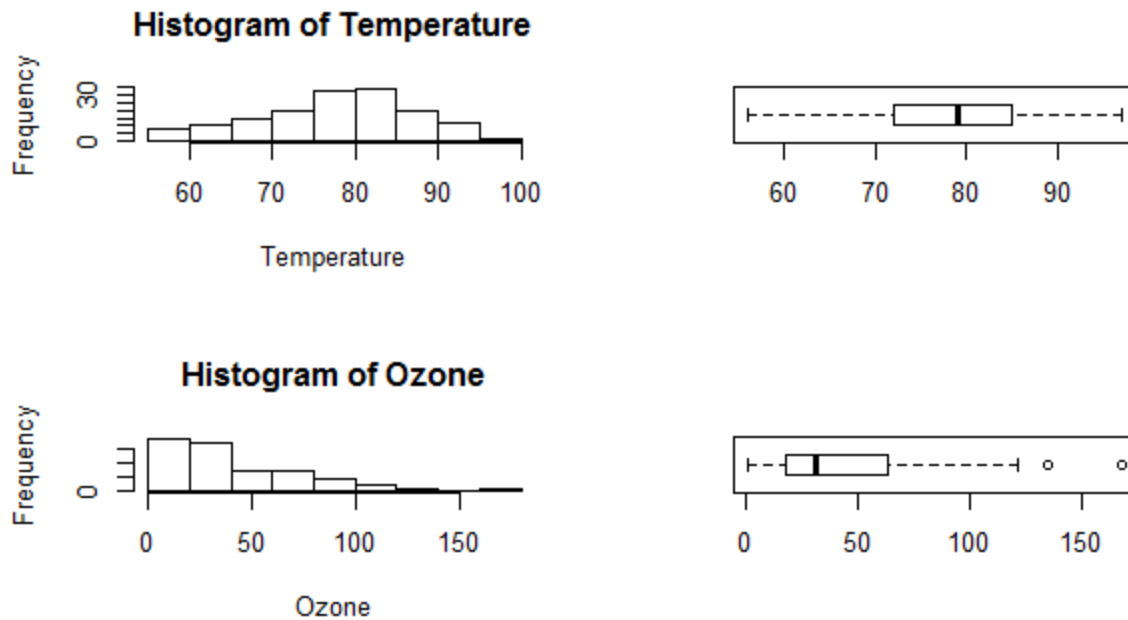 Histogram of Temperature
Frequency
0 30
60 70 80 90 100
Temperature
60 70 80 90
Histogram of Ozone
Frequency
0
0 50 100 150
Ozone
0 50 100 150